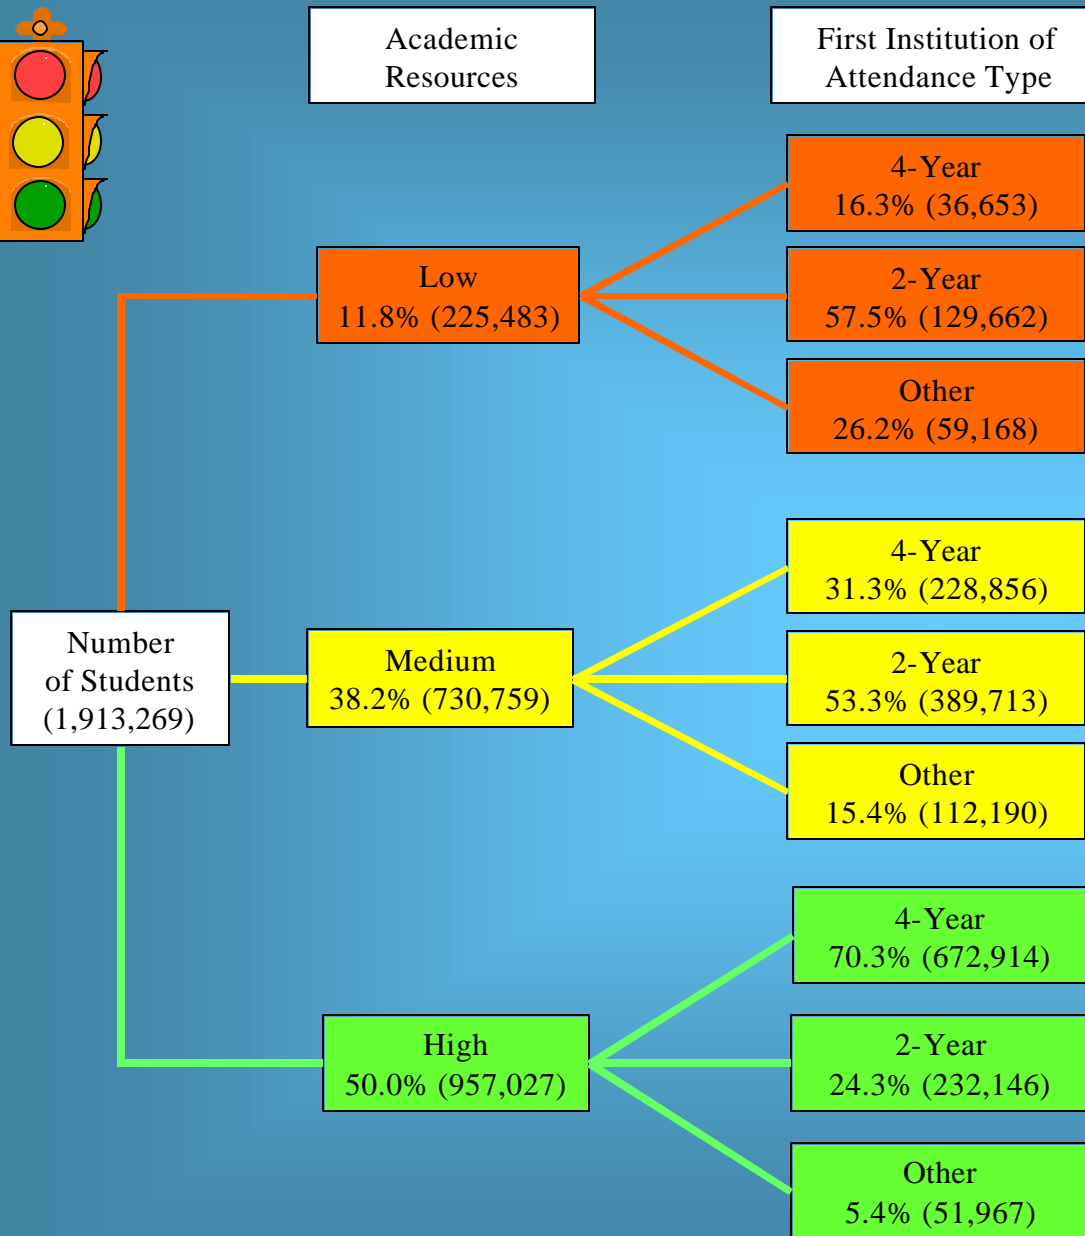 Academic
Resources
First Institution of
Attendance Type
4-Year
16.3% (36,653)
Low
11.8% (225,483)
2-Year
57.5% (129,662)
Other
26.2% (59,168)
4-Year
31.3% (228,856)
Number
of Students
(1,913,269)
Medium
38.2% (730,759)
2-Year
53.3% (389,713)
Other
15.4% (112,190)
4-Year
70.3% (672,914)
High
50.0% (957,027)
2-Year
24.3% (232,146)
Other
5.4% (51,967)